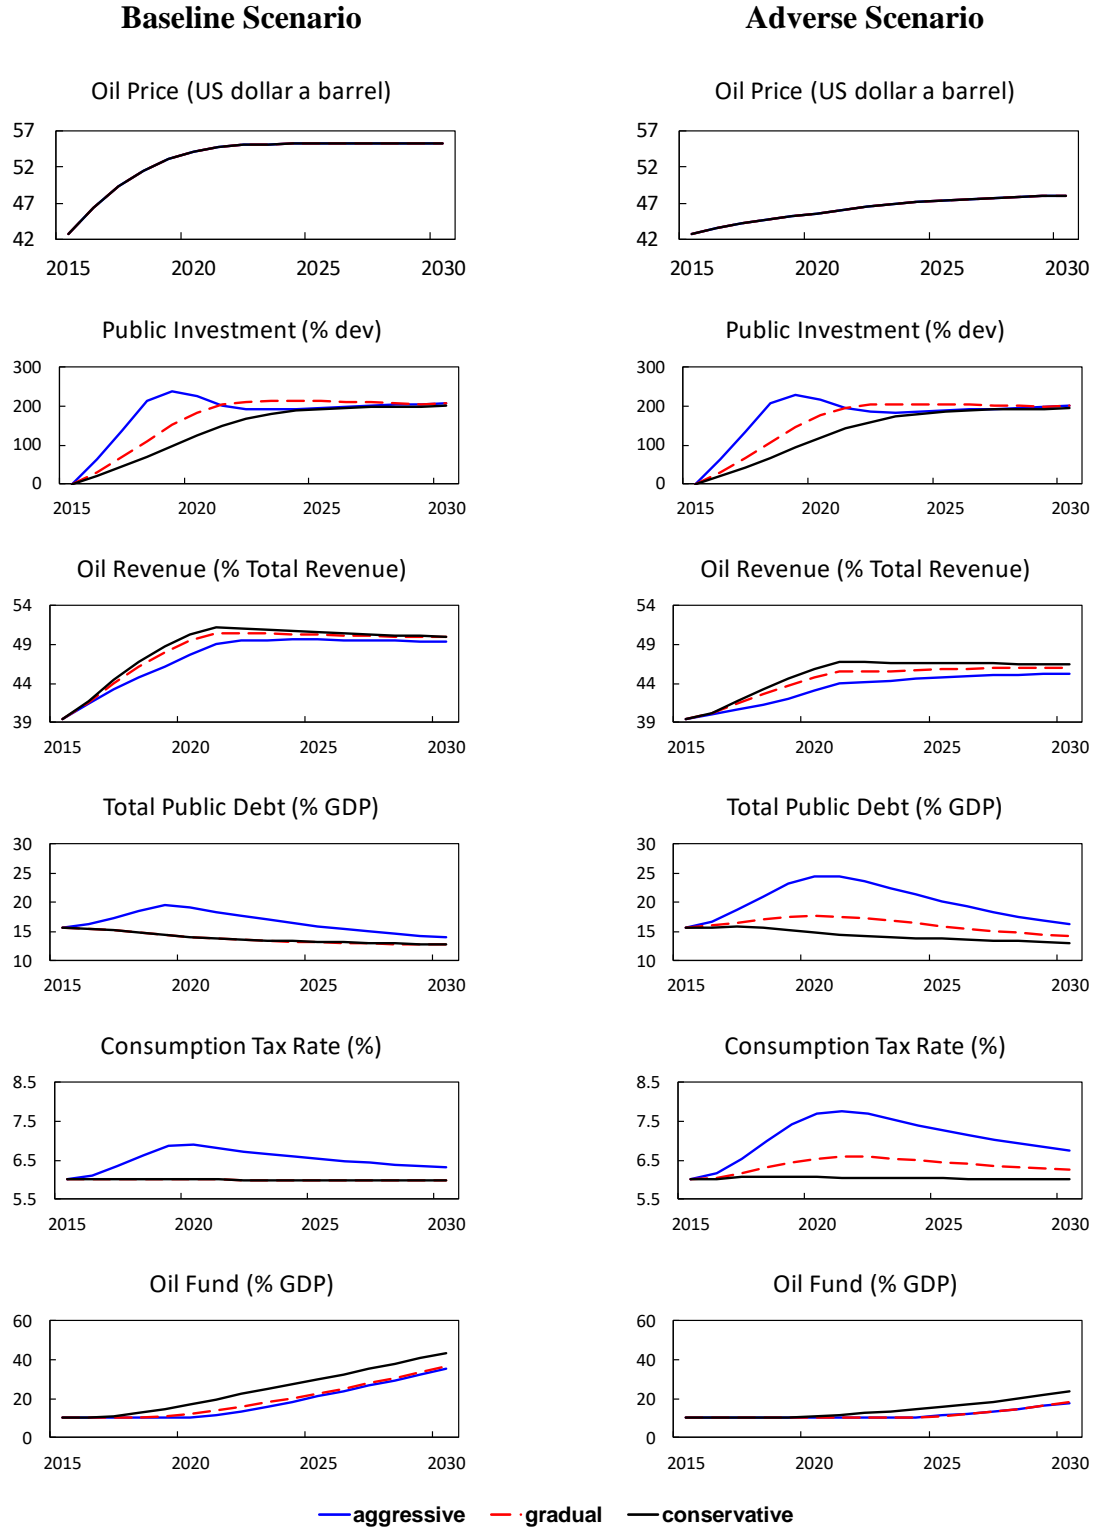 Baseline Scenario
Adverse Scenario
Oil Price (US dollar a barrel)
57
52
47
42
2015 2020 2025 2030
Oil Price (US dollar a barrel)
57
52
47
42
2015 2020 2025 2030
Public Investment (% dev)
300
200
100
0
2015 2020 2025 2030
Public Investment (% dev)
300
200
100
0
2015 2020 2025 2030
Oil Revenue (% Total Revenue)
54
49
44
39
2015 2020 2025 2030
Oil Revenue (% Total Revenue)
54
49
44
39
2015 2020 2025 2030
Total Public Debt (% GDP)
30
25
20
15
10
2015 2020 2025 2030
Total Public Debt (% GDP)
30
25
20
15
10
2015 2020 2025 2030
Consumption Tax Rate (%)
8.5
7.5
6.5
5.5
2015 2020 2025 2030
Consumption Tax Rate (%)
8.5
7.5
6.5
5.5
2015 2020 2025 2030
Oil Fund (% GDP)
60
40
20
0
2015 2020 2025 2030
Oil Fund (% GDP)
60
40
20
0
2015 2020 2025 2030
aggressive gradual conservative